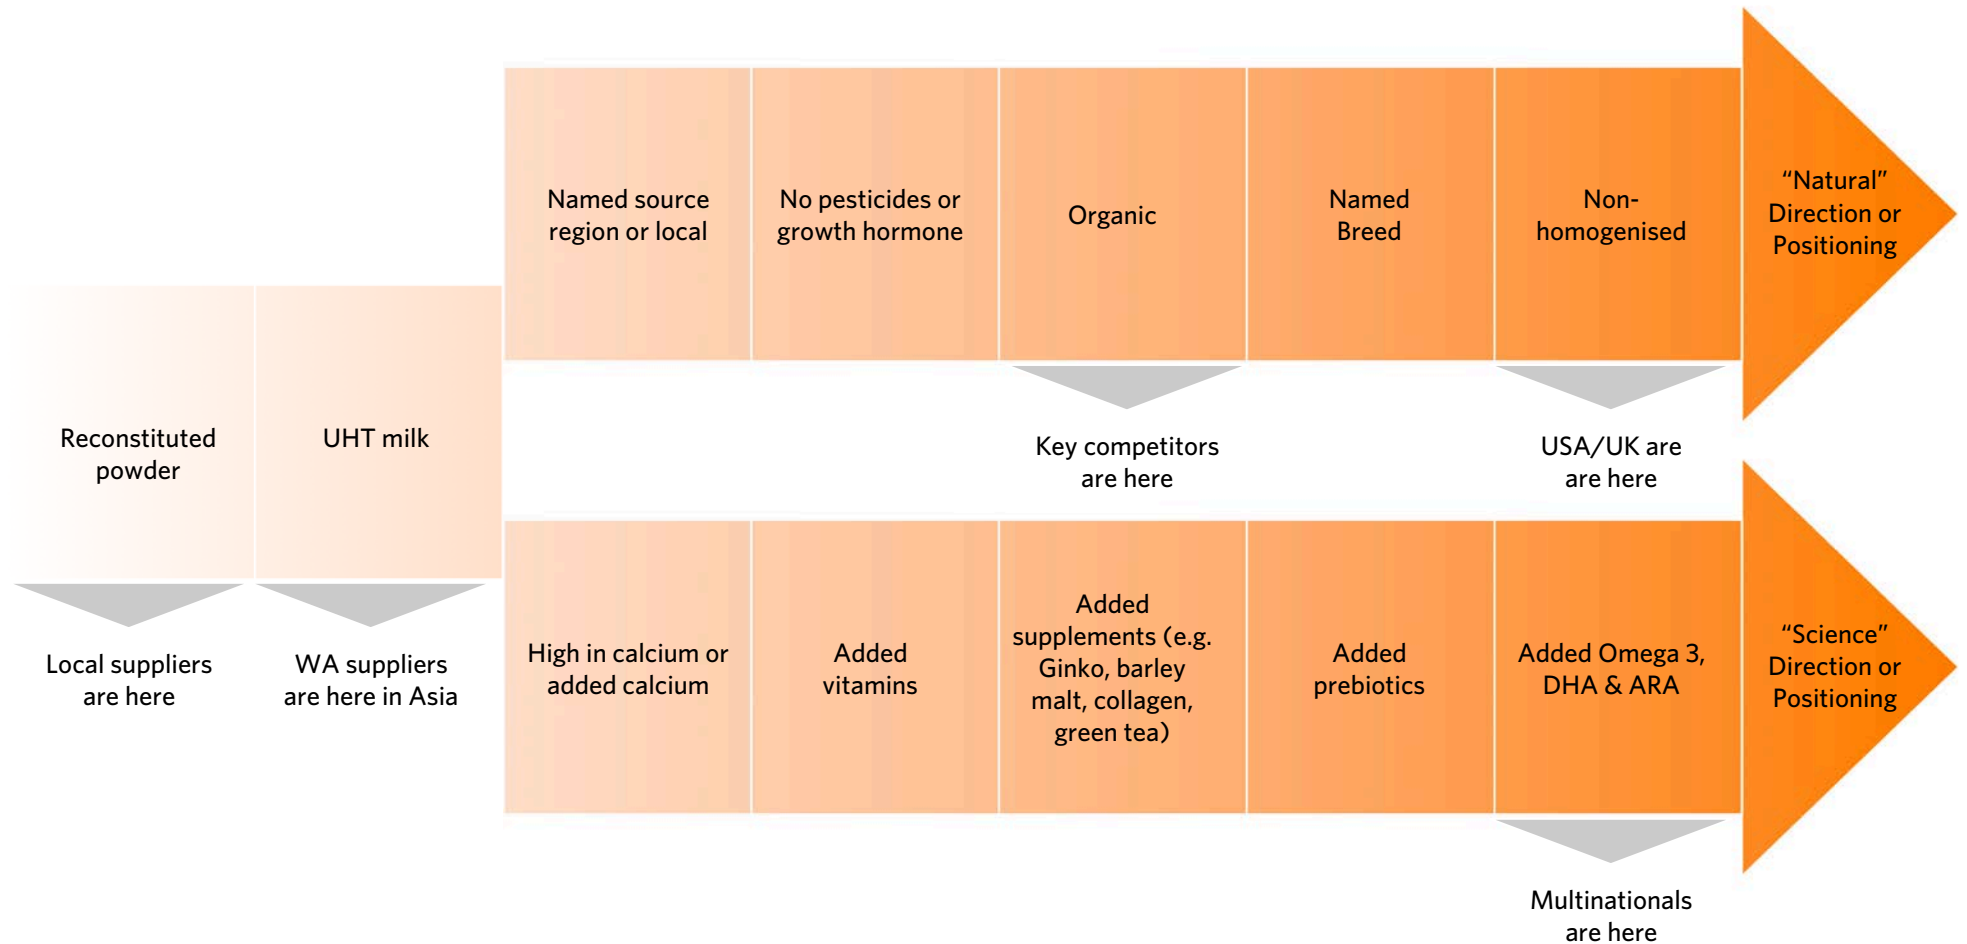 Reconstituted
powder
Local suppliers
are here
UHT milk
WA suppliers
are here in Asia
Named source
region or local
No pesticides or
growth hormone
Organic
Named
Breed
Non-
homogenised
“Natural”
Direction or
Positioning
Key competitors
are here
USA/UK are
are here
High in calcium or
added calcium
Added
vitamins
Added
supplements (e.g.
Ginko, barley
malt, collagen,
green tea)
Added
prebiotics
Added Omega 3,
DHA & ARA
“Science”
Direction or
Positioning
Multinationals
are here